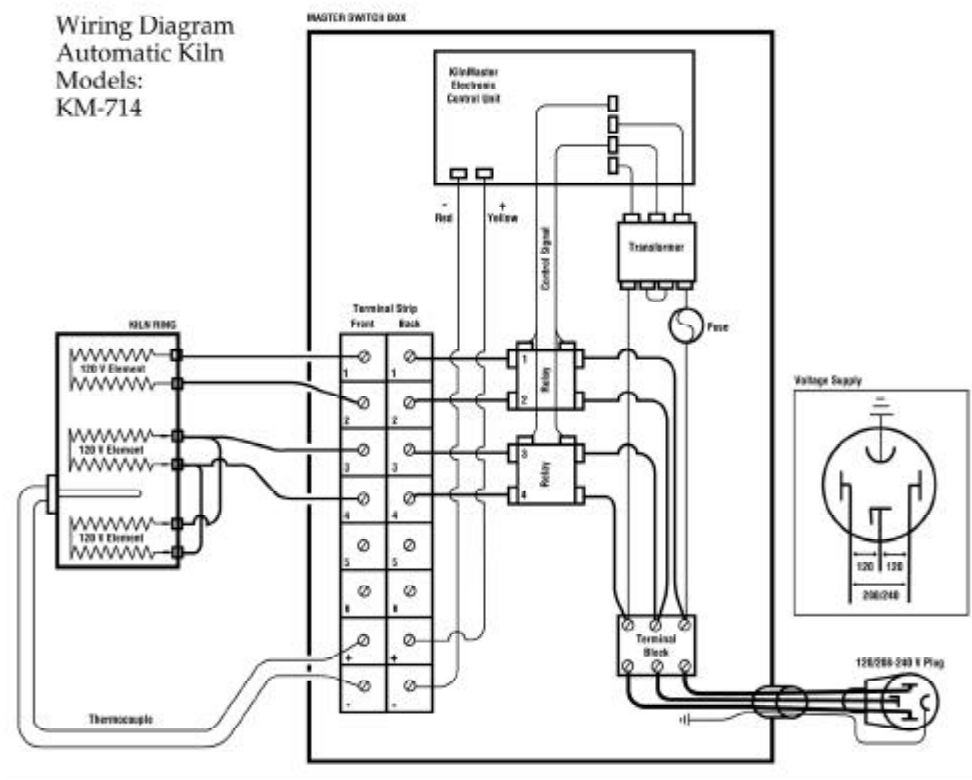 Wiring Diagram
Automatic Kiln
Models:
KM-714
MASTER SWITCH BOX
KilnMaster
Electronic
Control Unit
-
Red
+
Yellow
Control Signal
Transformer
Fuse
Terminal Strip
Front Back
KILN RING
120 V Element
120 V Element
120 V Element
1 1
2 2
3 3
4 4
5 5
+ +
- -
1
2
Relay
3
4
Relay
Thermocouple
Terminal
Block
Voltage Supply
120 120
208/240
120/208-240 V Plug